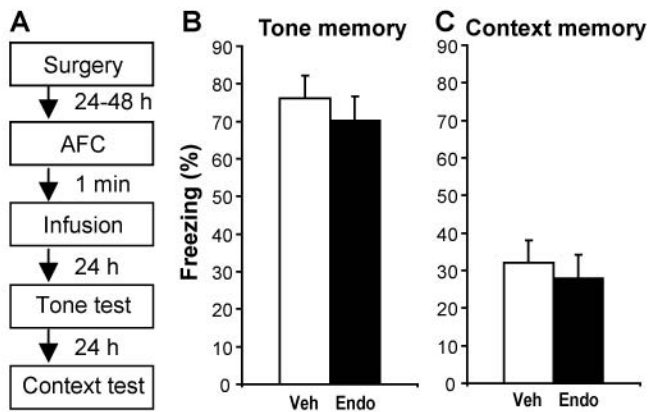 A
Surgery
24-48 h
AFC
1 min
Infusion
24 h
Tone test
24 h
Context test
B Tone memory
Freezing (%)
90
80
70
60
50
40
30
20
10
0
Veh Endo
C Context memory
90
80
70
60
50
40
30
20
10
0
Veh Endo